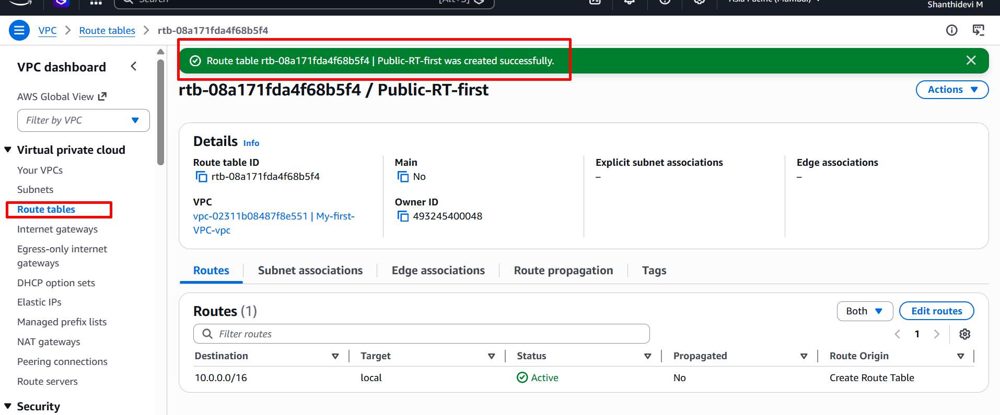 Search
[Alt+S]
Asia Pacific (Mumbai)
Shanthidevi M
VPC
Route tables
rtb-08a171fda4f68b5f4
VPC dashboard
AWS Global View
Filter by VPC
Virtual private cloud
Your VPCs
Subnets
Route tables
Internet gateways
Egress-only internet
gateways
DHCP option sets
Elastic IPs
Managed prefix lists
NAT gateways
Peering connections
Route servers
Security
Route table rtb-08a171fda4f68b5f4 | Public-RT-first was created successfully.
rtb-08a171fda4f68b5f4 / Public-RT-first
Actions
Details Info
Route table ID
rtb-08a171fda4f68b5f4
Main
No
Explicit subnet associations
–
Edge associations
–
VPC
vpc-02311b08487f8e551 | My-first-
VPC-vpc
Owner ID
493245400048
Routes
Subnet associations
Edge associations
Route propagation
Tags
Routes (1)
Both
Edit routes
Filter routes
1
Destination Target Status Propagated Route Origin
10.0.0.0/16 local Active No Create Route Table